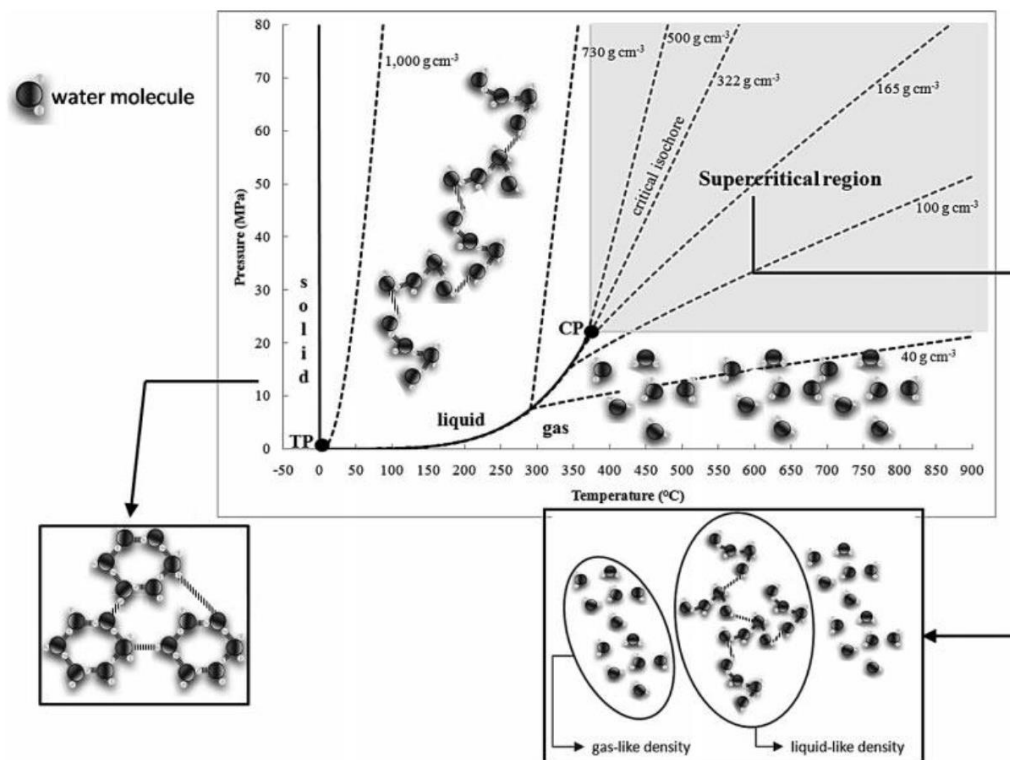 water molecule
Pressure (MPa)
80
70
60
50
40
30
20
10
0
1,000 g cm-3
730 g cm-3
500 g cm-3
322 g cm-3
165 g cm-3
critical isochore
Supercritical region
100 g cm-3
solid
CP
40 g cm-3
liquid
gas
TP
-50 0 50 100 150 200 250 300 350 400 450 500 550 600 650 700 750 800 850 900
Temperature (⁰C)
gas-like density
liquid-like density